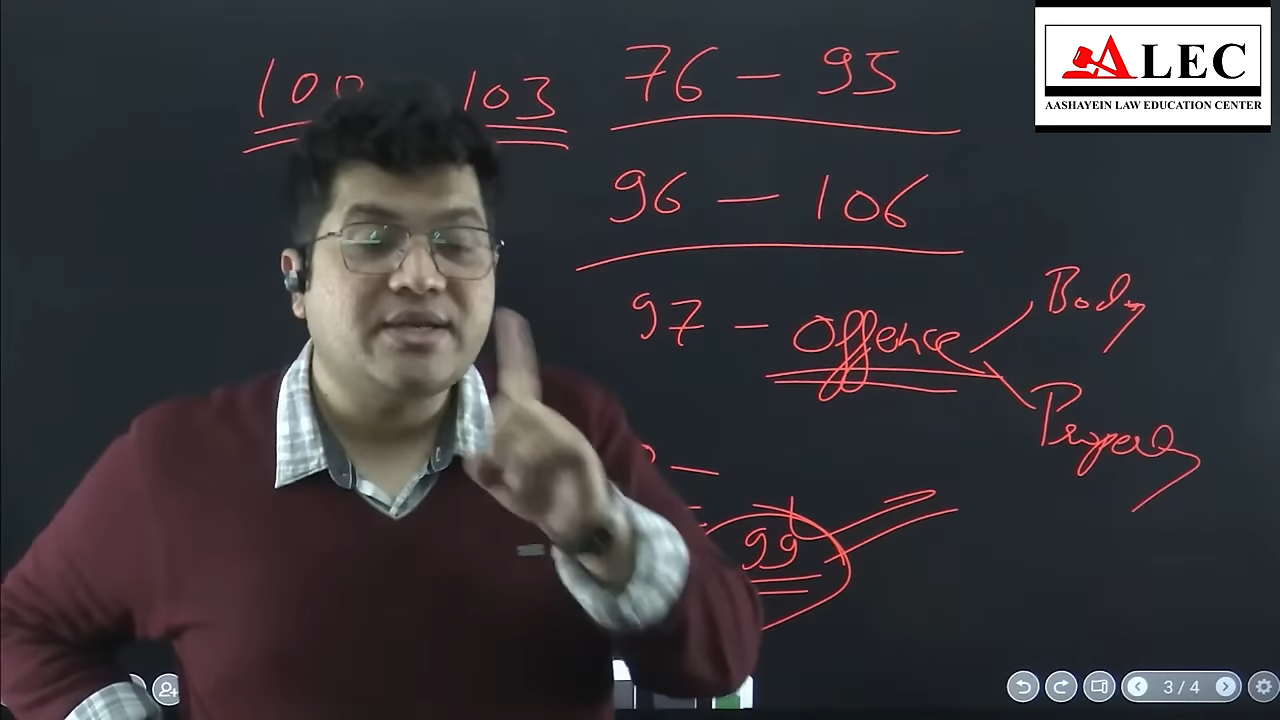 100 103
76 - 95
96 - 106
97 - Offence
Body
Property
99
ALEC
AASHAYEIN LAW EDUCATION CENTER
3 / 4